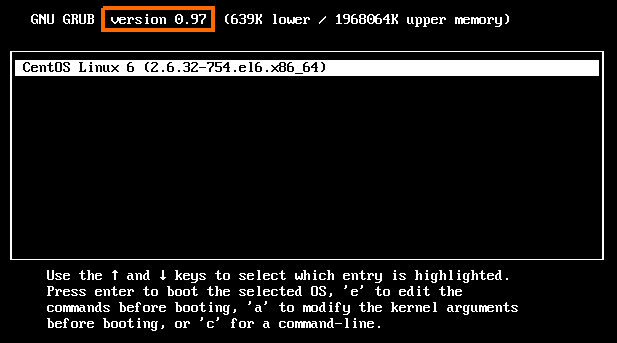 GNU GRUB version 0.97 (639K lower / 1968064K upper memory)
CentOS Linux 6 (2.6.32-754.el6.x86_64)
Use the ↑ and ↓ keys to select which entry is highlighted.
Press enter to boot the selected OS, 'e' to edit the
commands before booting, 'a' to modify the kernel arguments
before booting, or 'c' for a command-line.